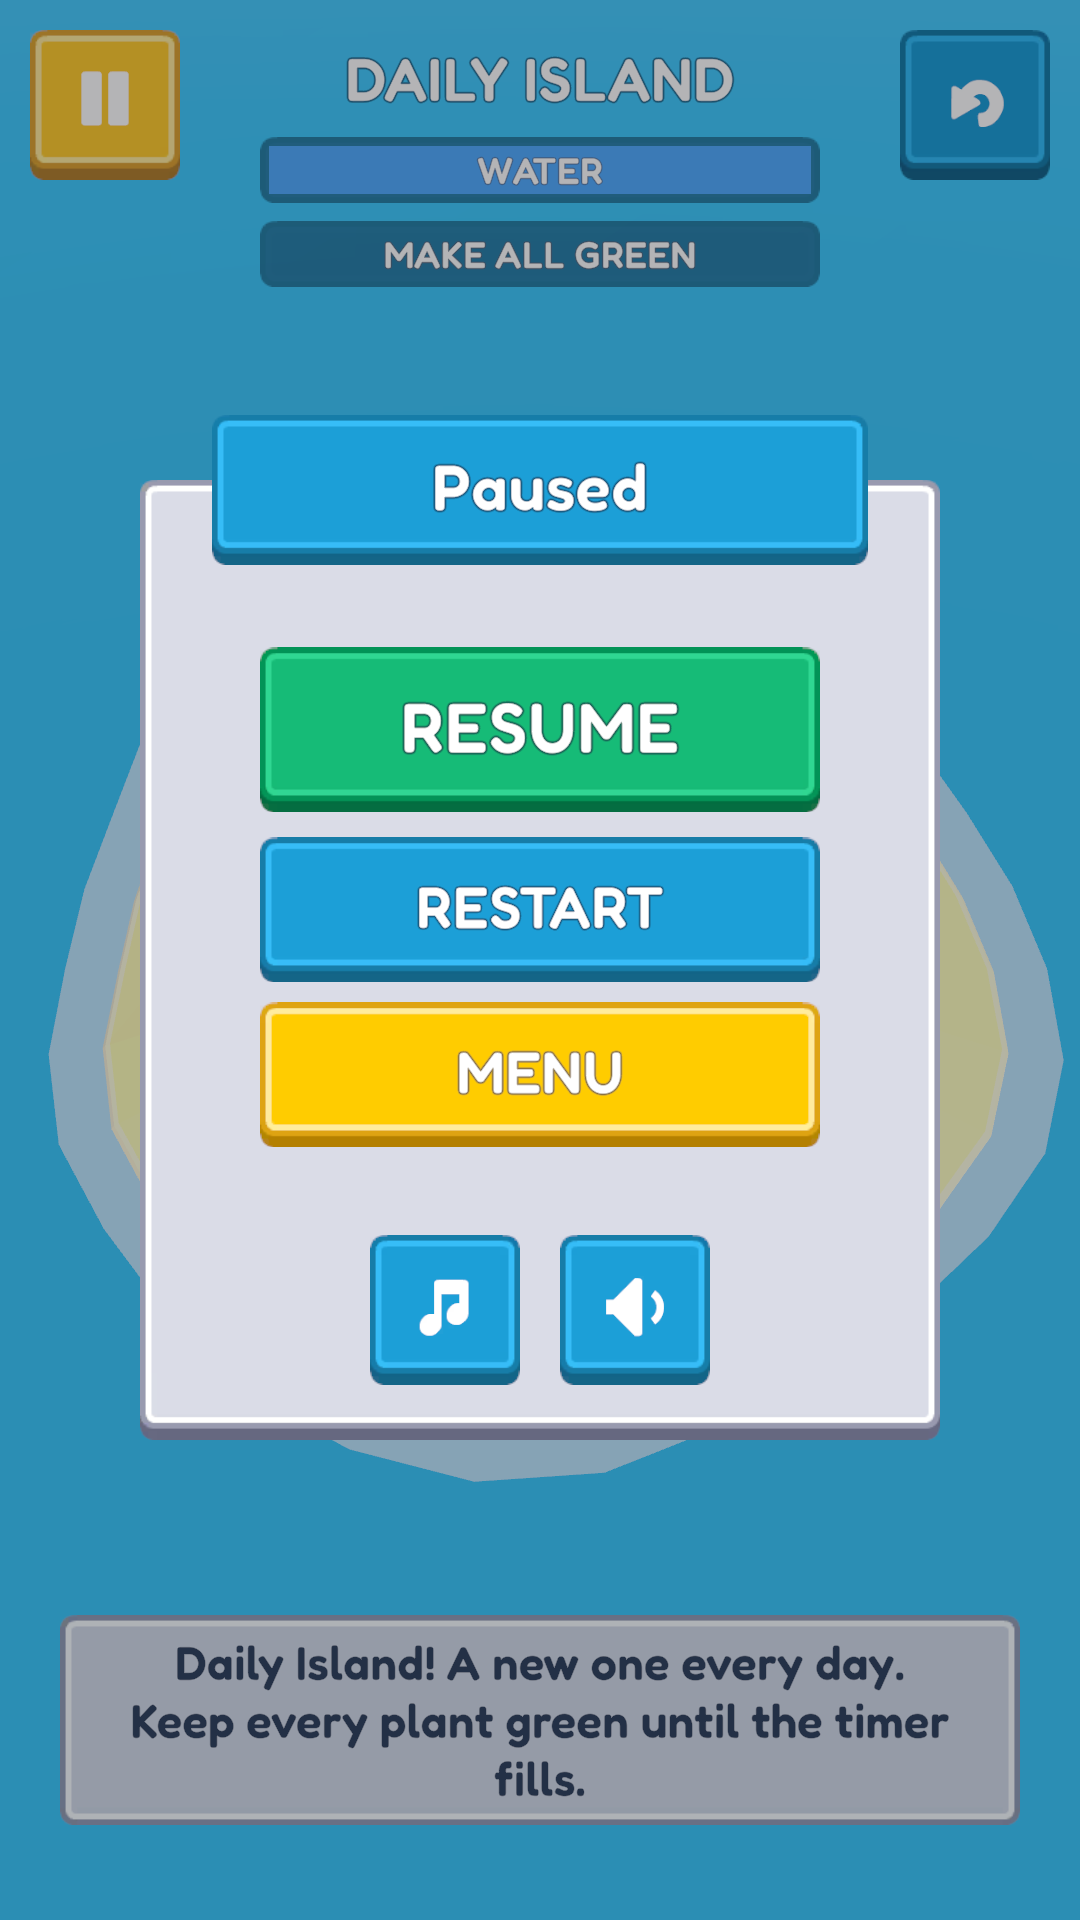 DAILY ISLAND
WATER
MAKE ALL GREEN
Paused
RESUME
RESTART
MENU
Daily Island! A new one every day.
Keep every plant green until the timer
fills.